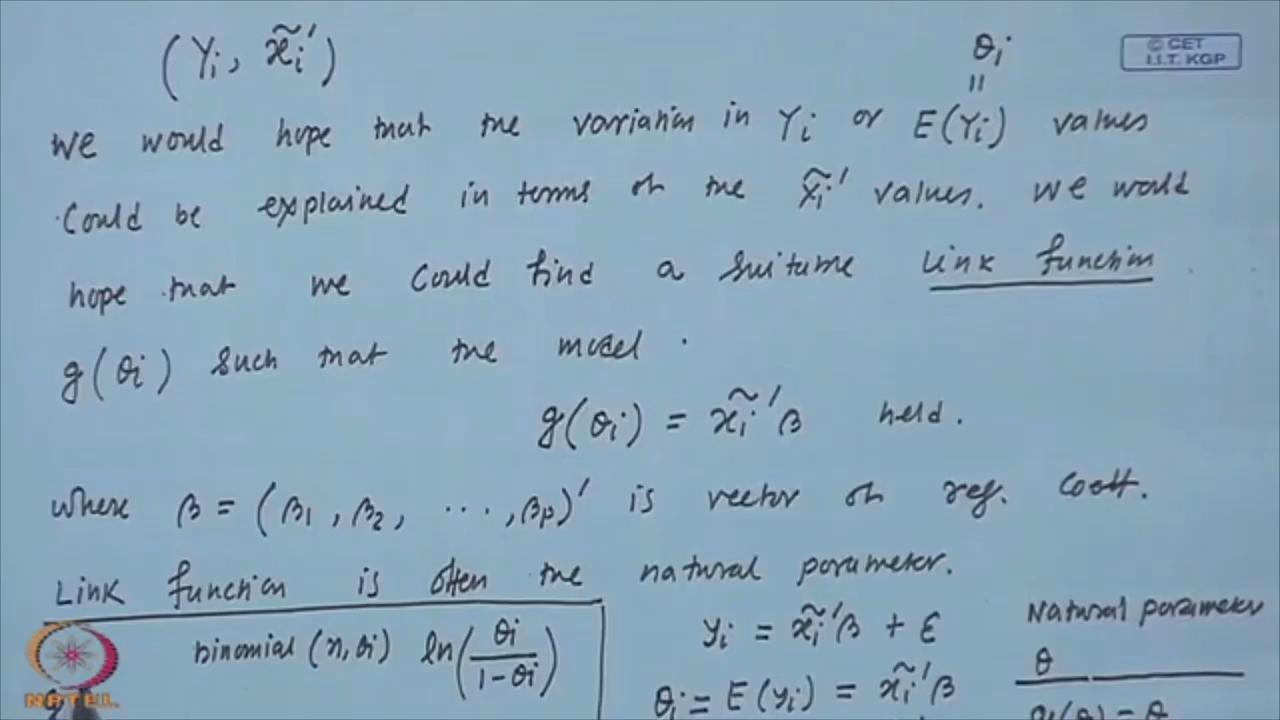 (Yᵢ, x̃ᵢ')
θᵢ
=
© CET
I.I.T. KGP
We would hope that the variation in Yᵢ or E(Yᵢ) values
Could be explained in terms of the x̃ᵢ' values. We would
hope that we could find a suitable Link function
g(θᵢ) such that the model
g(θᵢ) = x̃ᵢ'β held.
where β = (β₁, β₂, ..., βₚ)' is vector of reg. Coeff.
Link function is often the natural parameter.
binomial (n, θᵢ) ln(θᵢ/(1-θᵢ))
yᵢ = x̃ᵢ'β + ε
θᵢ = E(yᵢ) = x̃ᵢ'β
Natural parameter
θ
NPTEL